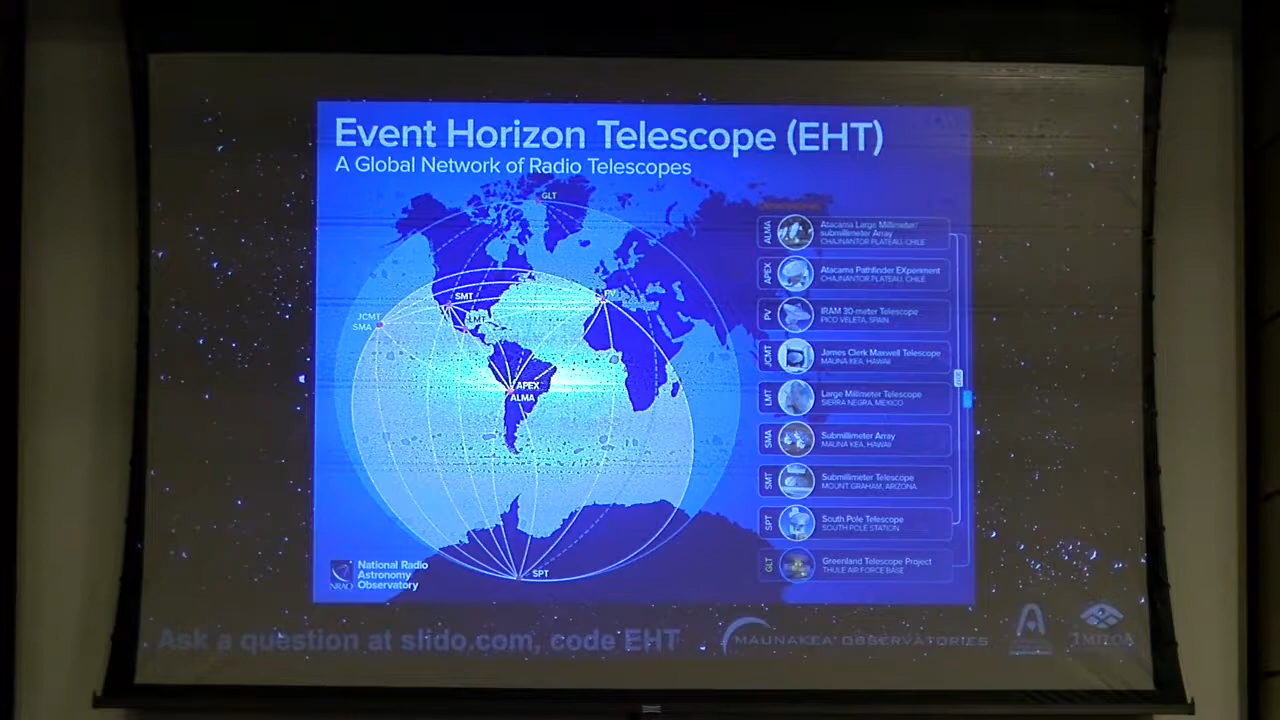 Event Horizon Telescope (EHT)
A Global Network of Radio Telescopes
GLT
SMT
LMT
JCMT
SMA
PV
APEX
ALMA
SPT
ALMA
Atacama Large Millimeter/
submillimeter Array
CHAJNANTOR PLATEAU, CHILE
APEX
Atacama Pathfinder EXperiment
CHAJNANTOR PLATEAU, CHILE
PV
IRAM 30-meter Telescope
PICO VELETA, SPAIN
JCMT
James Clerk Maxwell Telescope
MAUNA KEA, HAWAII
LMT
Large Millimeter Telescope
SIERRA NEGRA, MEXICO
SMA
Submillimeter Array
MAUNA KEA, HAWAII
SMT
Submillimeter Telescope
MOUNT GRAHAM, ARIZONA
SPT
South Pole Telescope
SOUTH POLE STATION
GLT
Greenland Telescope Project
THULE AIR FORCE BASE
NRAO
National Radio
Astronomy
Observatory
Ask a question at slido.com, code EHT
MAUNAKEA OBSERVATORIES
'IMILOA